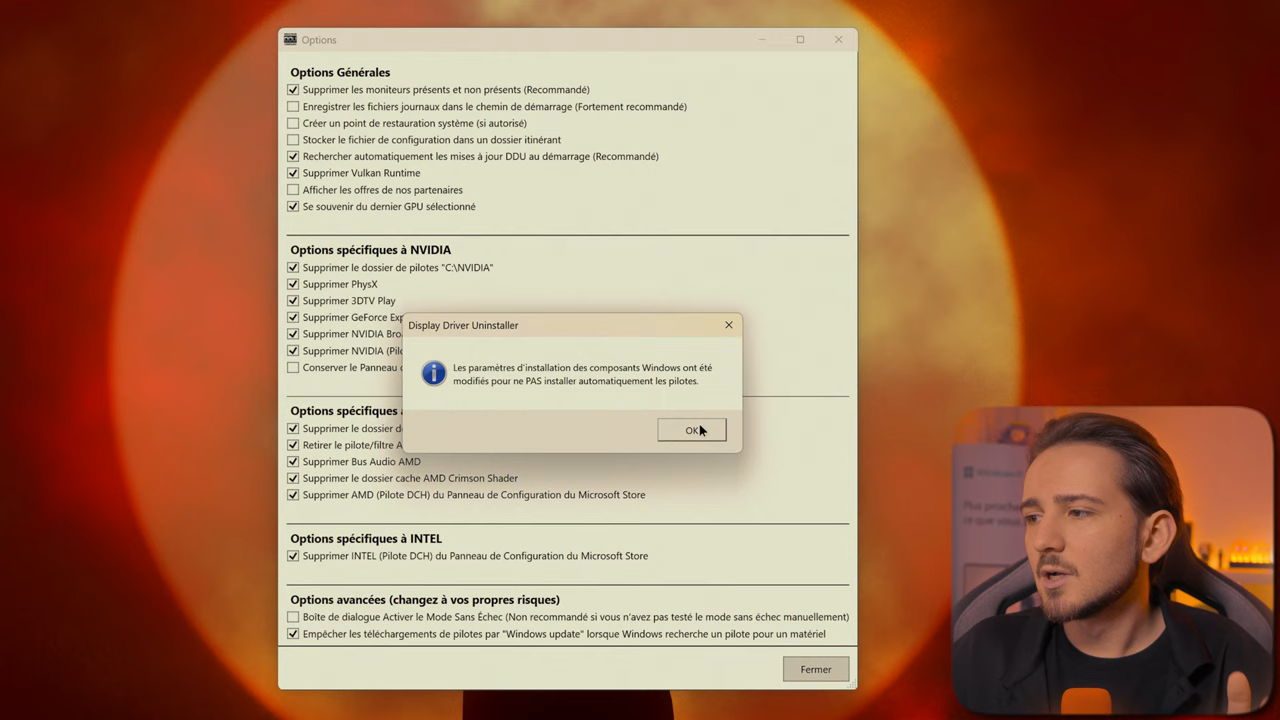 Options
Options Générales
Supprimer les moniteurs présents et non présents (Recommandé)
Enregistrer les fichiers journaux dans le chemin de démarrage (Fortement recommandé)
Créer un point de restauration système (si autorisé)
Stocker le fichier de configuration dans un dossier itinérant
Rechercher automatiquement les mises à jour DDU au démarrage (Recommandé)
Supprimer Vulkan Runtime
Afficher les offres de nos partenaires
Se souvenir du dernier GPU sélectionné
Options spécifiques à NVIDIA
Supprimer le dossier de pilotes "C:\NVIDIA"
Supprimer PhysX
Supprimer 3DTV Play
Supprimer GeForce Exp
Supprimer NVIDIA Bro
Supprimer NVIDIA (Pilo
Conserver le Panneau
Display Driver Uninstaller
Les paramètres d'installation des composants Windows ont été
modifiés pour ne PAS installer automatiquement les pilotes.
OK
Options spécifiques
Supprimer le dossier d
Retirer le pilote/filtre A
Supprimer Bus Audio AMD
Supprimer le dossier cache AMD Crimson Shader
Supprimer AMD (Pilote DCH) du Panneau de Configuration du Microsoft Store
Options spécifiques à INTEL
Supprimer INTEL (Pilote DCH) du Panneau de Configuration du Microsoft Store
Options avancées (changez à vos propres risques)
Boîte de dialogue Activer le Mode Sans Échec (Non recommandé si vous n'avez pas testé le mode sans échec manuellement)
Empêcher les téléchargements de pilotes par "Windows update" lorsque Windows recherche un pilote pour un matériel
Fermer
Plus proche
ce que vous